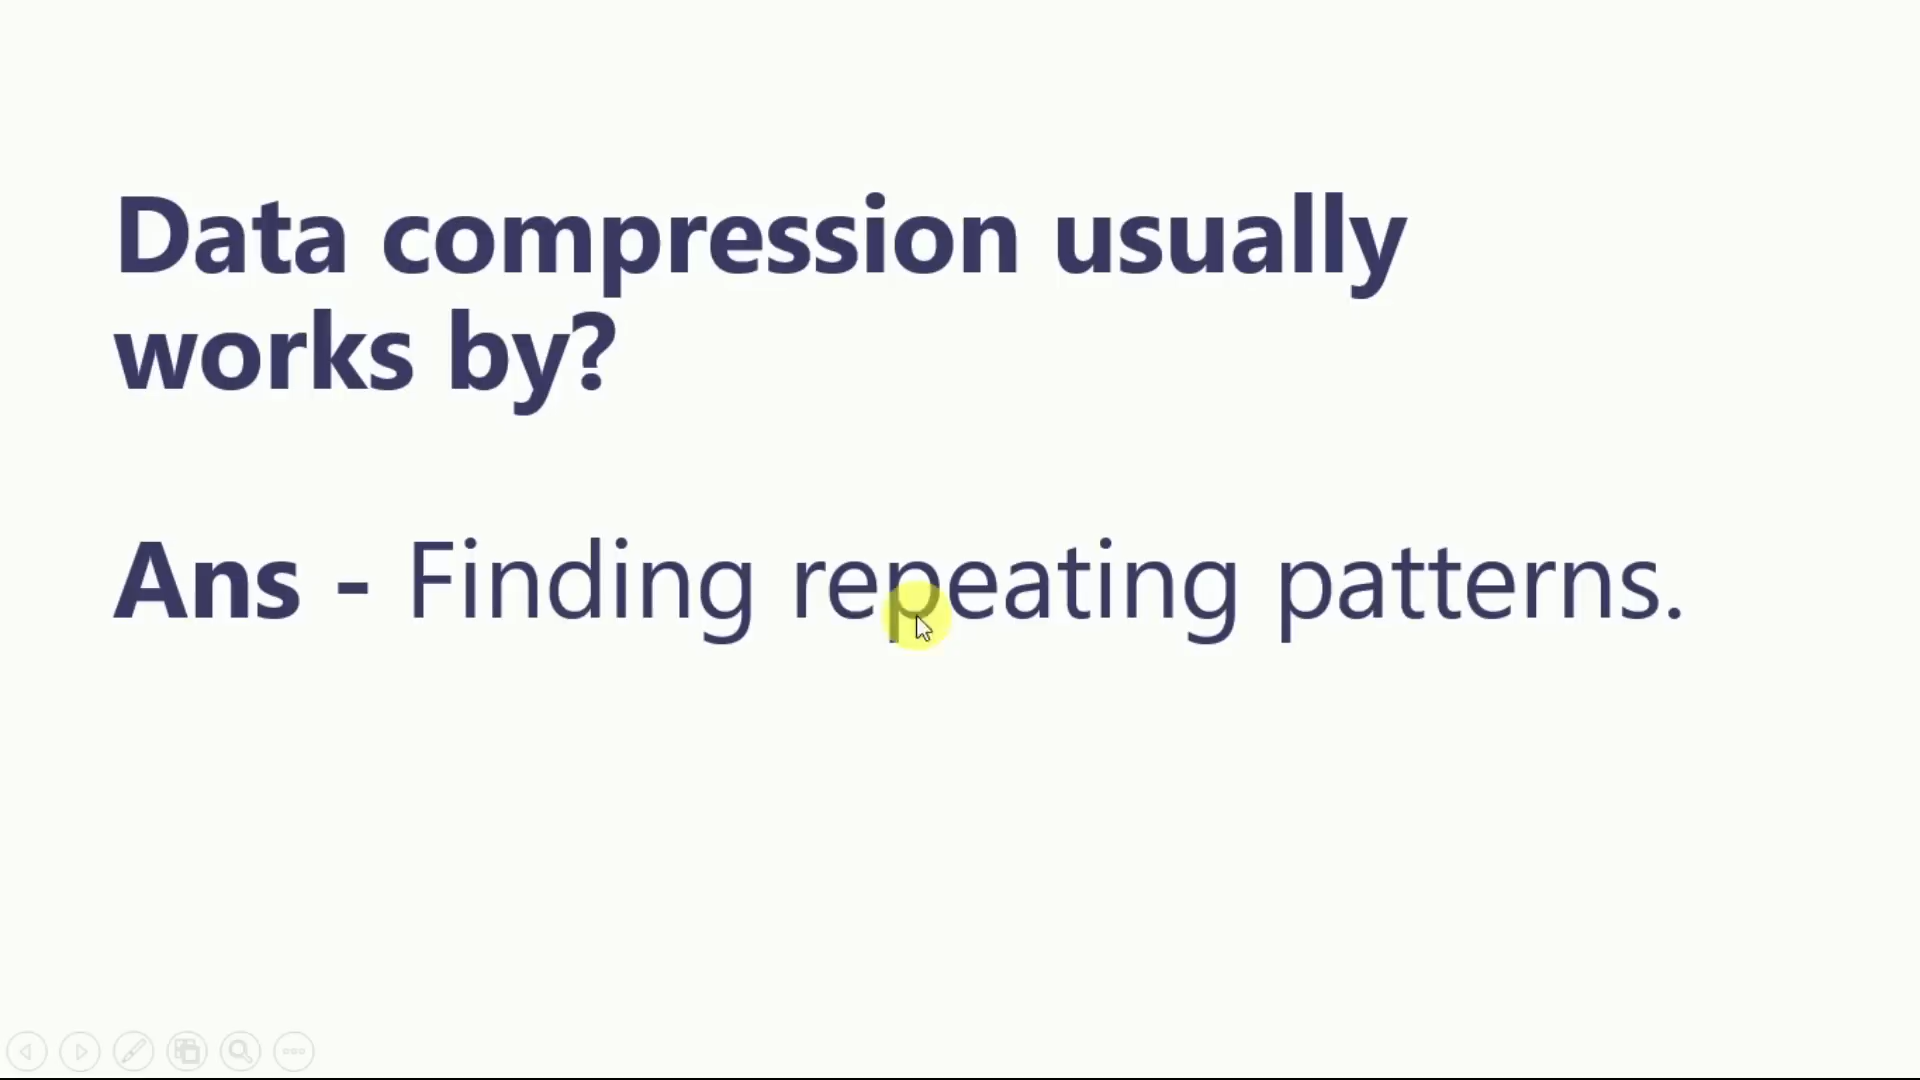 Data compression usually
works by?
Ans - Finding repeating patterns.